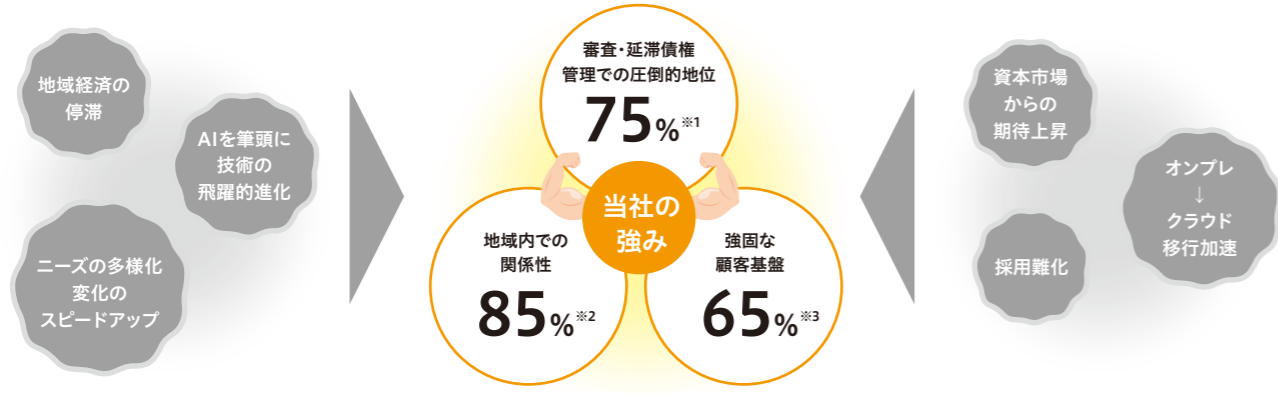 地域経済の
停滞
AIを筆頭に
技術の
飛躍的進化
ニーズの多様化
変化の
スピードアップ
審査・延滞債権
管理での圧倒的地位
75%※1
当社の
強み
地域内での
関係性
85%※2
強固な
顧客基盤
65%※3
資本市場
からの
期待上昇
オンプレ
↓
クラウド
移行加速
採用難化